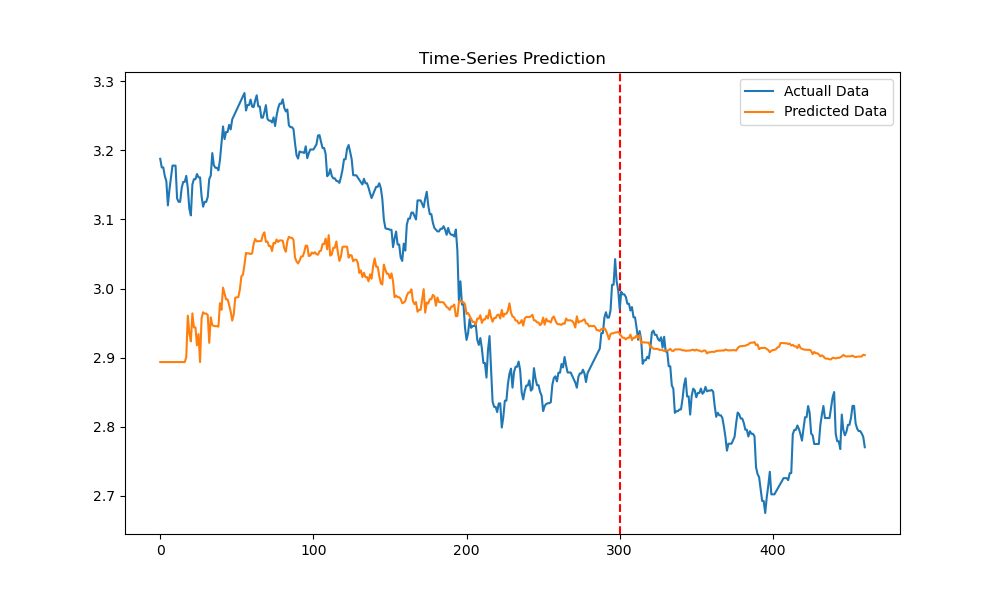 Time-Series Prediction
Actuall Data
Predicted Data
3.3
3.2
3.1
3.0
2.9
2.8
2.7
0 100 200 300 400